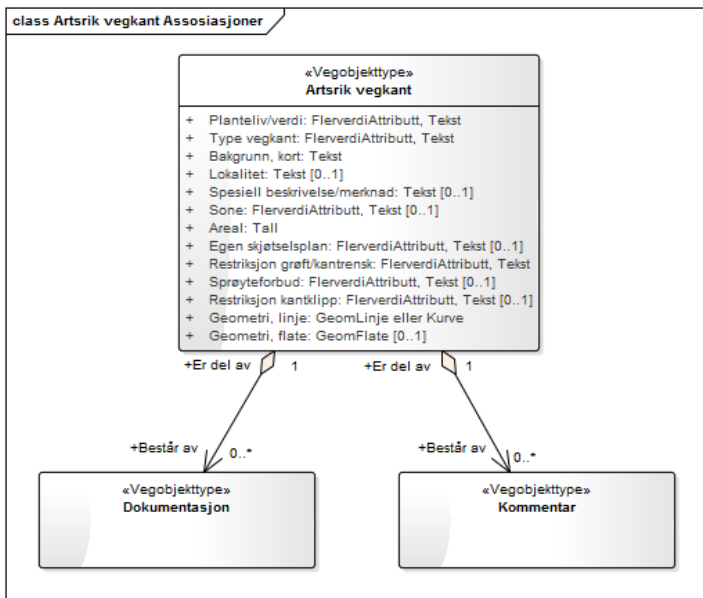 class Artsrik vegkant Assosiasjoner
«Vegobjekttype»
Artsrik vegkant
+ Planteliv/verdi: FlerverdiAttributt, Tekst
+ Type vegkant: FlerverdiAttributt, Tekst
+ Bakgrunn, kort: Tekst
+ Lokalitet: Tekst [0..1]
+ Spesiell beskrivelse/merknad: Tekst [0..1]
+ Sone: FlerverdiAttributt, Tekst [0..1]
+ Areal: Tall
+ Egen skjøtselsplan: FlerverdiAttributt, Tekst [0..1]
+ Restriksjon grøft/kantrensk: FlerverdiAttributt, Tekst
+ Sprøyteforbud: FlerverdiAttributt, Tekst [0..1]
+ Restriksjon kantklipp: FlerverdiAttributt, Tekst [0..1]
+ Geometri, linje: GeomLinje eller Kurve
+ Geometri, flate: GeomFlate [0..1]
+Er del av 1 +Er del av 1
+Består av 0..* +Består av 0..*
«Vegobjekttype»
Dokumentasjon
«Vegobjekttype»
Kommentar